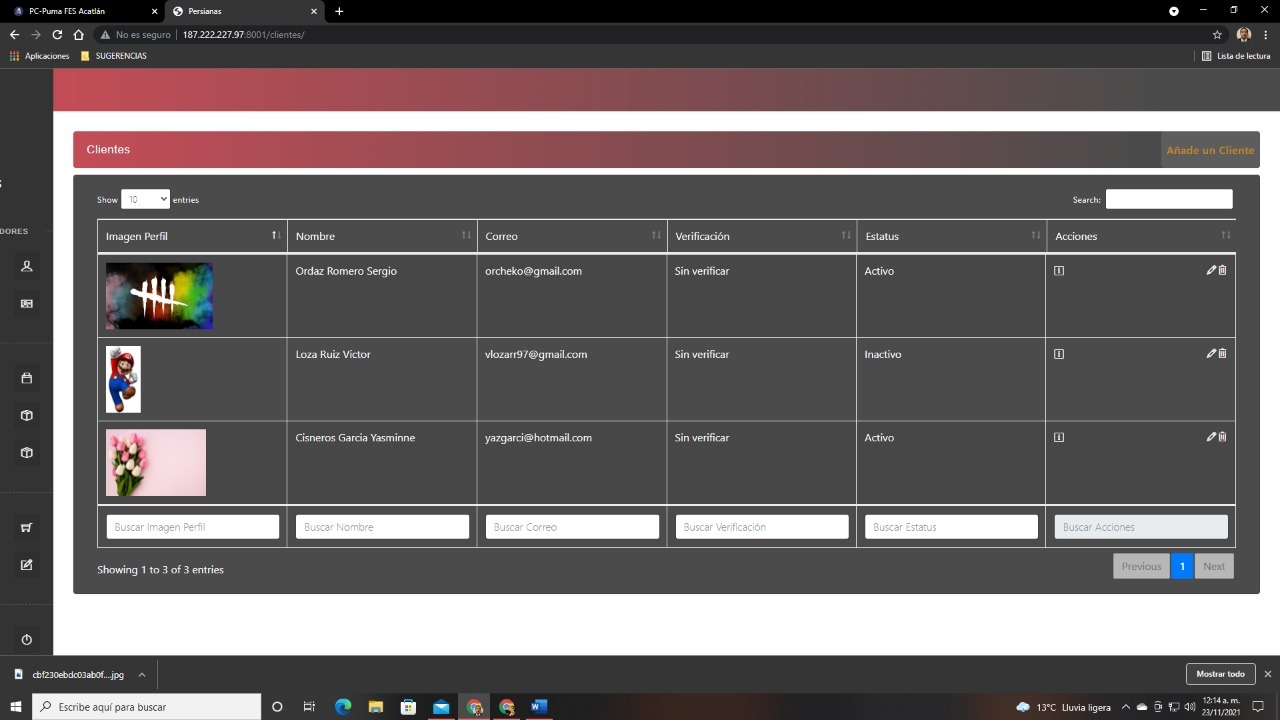 PC-Puma FES Acatlán
Persianas
No es seguro
187.222.227.97:8001/clientes/
Aplicaciones
SUGERENCIAS
Lista de lectura
Clientes
Añade un Cliente
S
DORES
Show 10 entries
Search:
Imagen Perfil Nombre Correo Verificación Estatus Acciones
Ordaz Romero Sergio orcheko@gmail.com Sin verificar Activo
Loza Ruiz Victor vlozarr97@gmail.com Sin verificar Inactivo
Cisneros Garcia Yasminne yazgarci@hotmail.com Sin verificar Activo
Buscar Imagen Perfil Buscar Nombre Buscar Correo Buscar Verificación Buscar Estatus Buscar Acciones
Showing 1 to 3 of 3 entries
Previous 1 Next
cbf230ebdc03ab0f....jpg
Mostrar todo
Escribe aquí para buscar
13°C Lluvia ligera
12:14 a. m.
23/11/2021